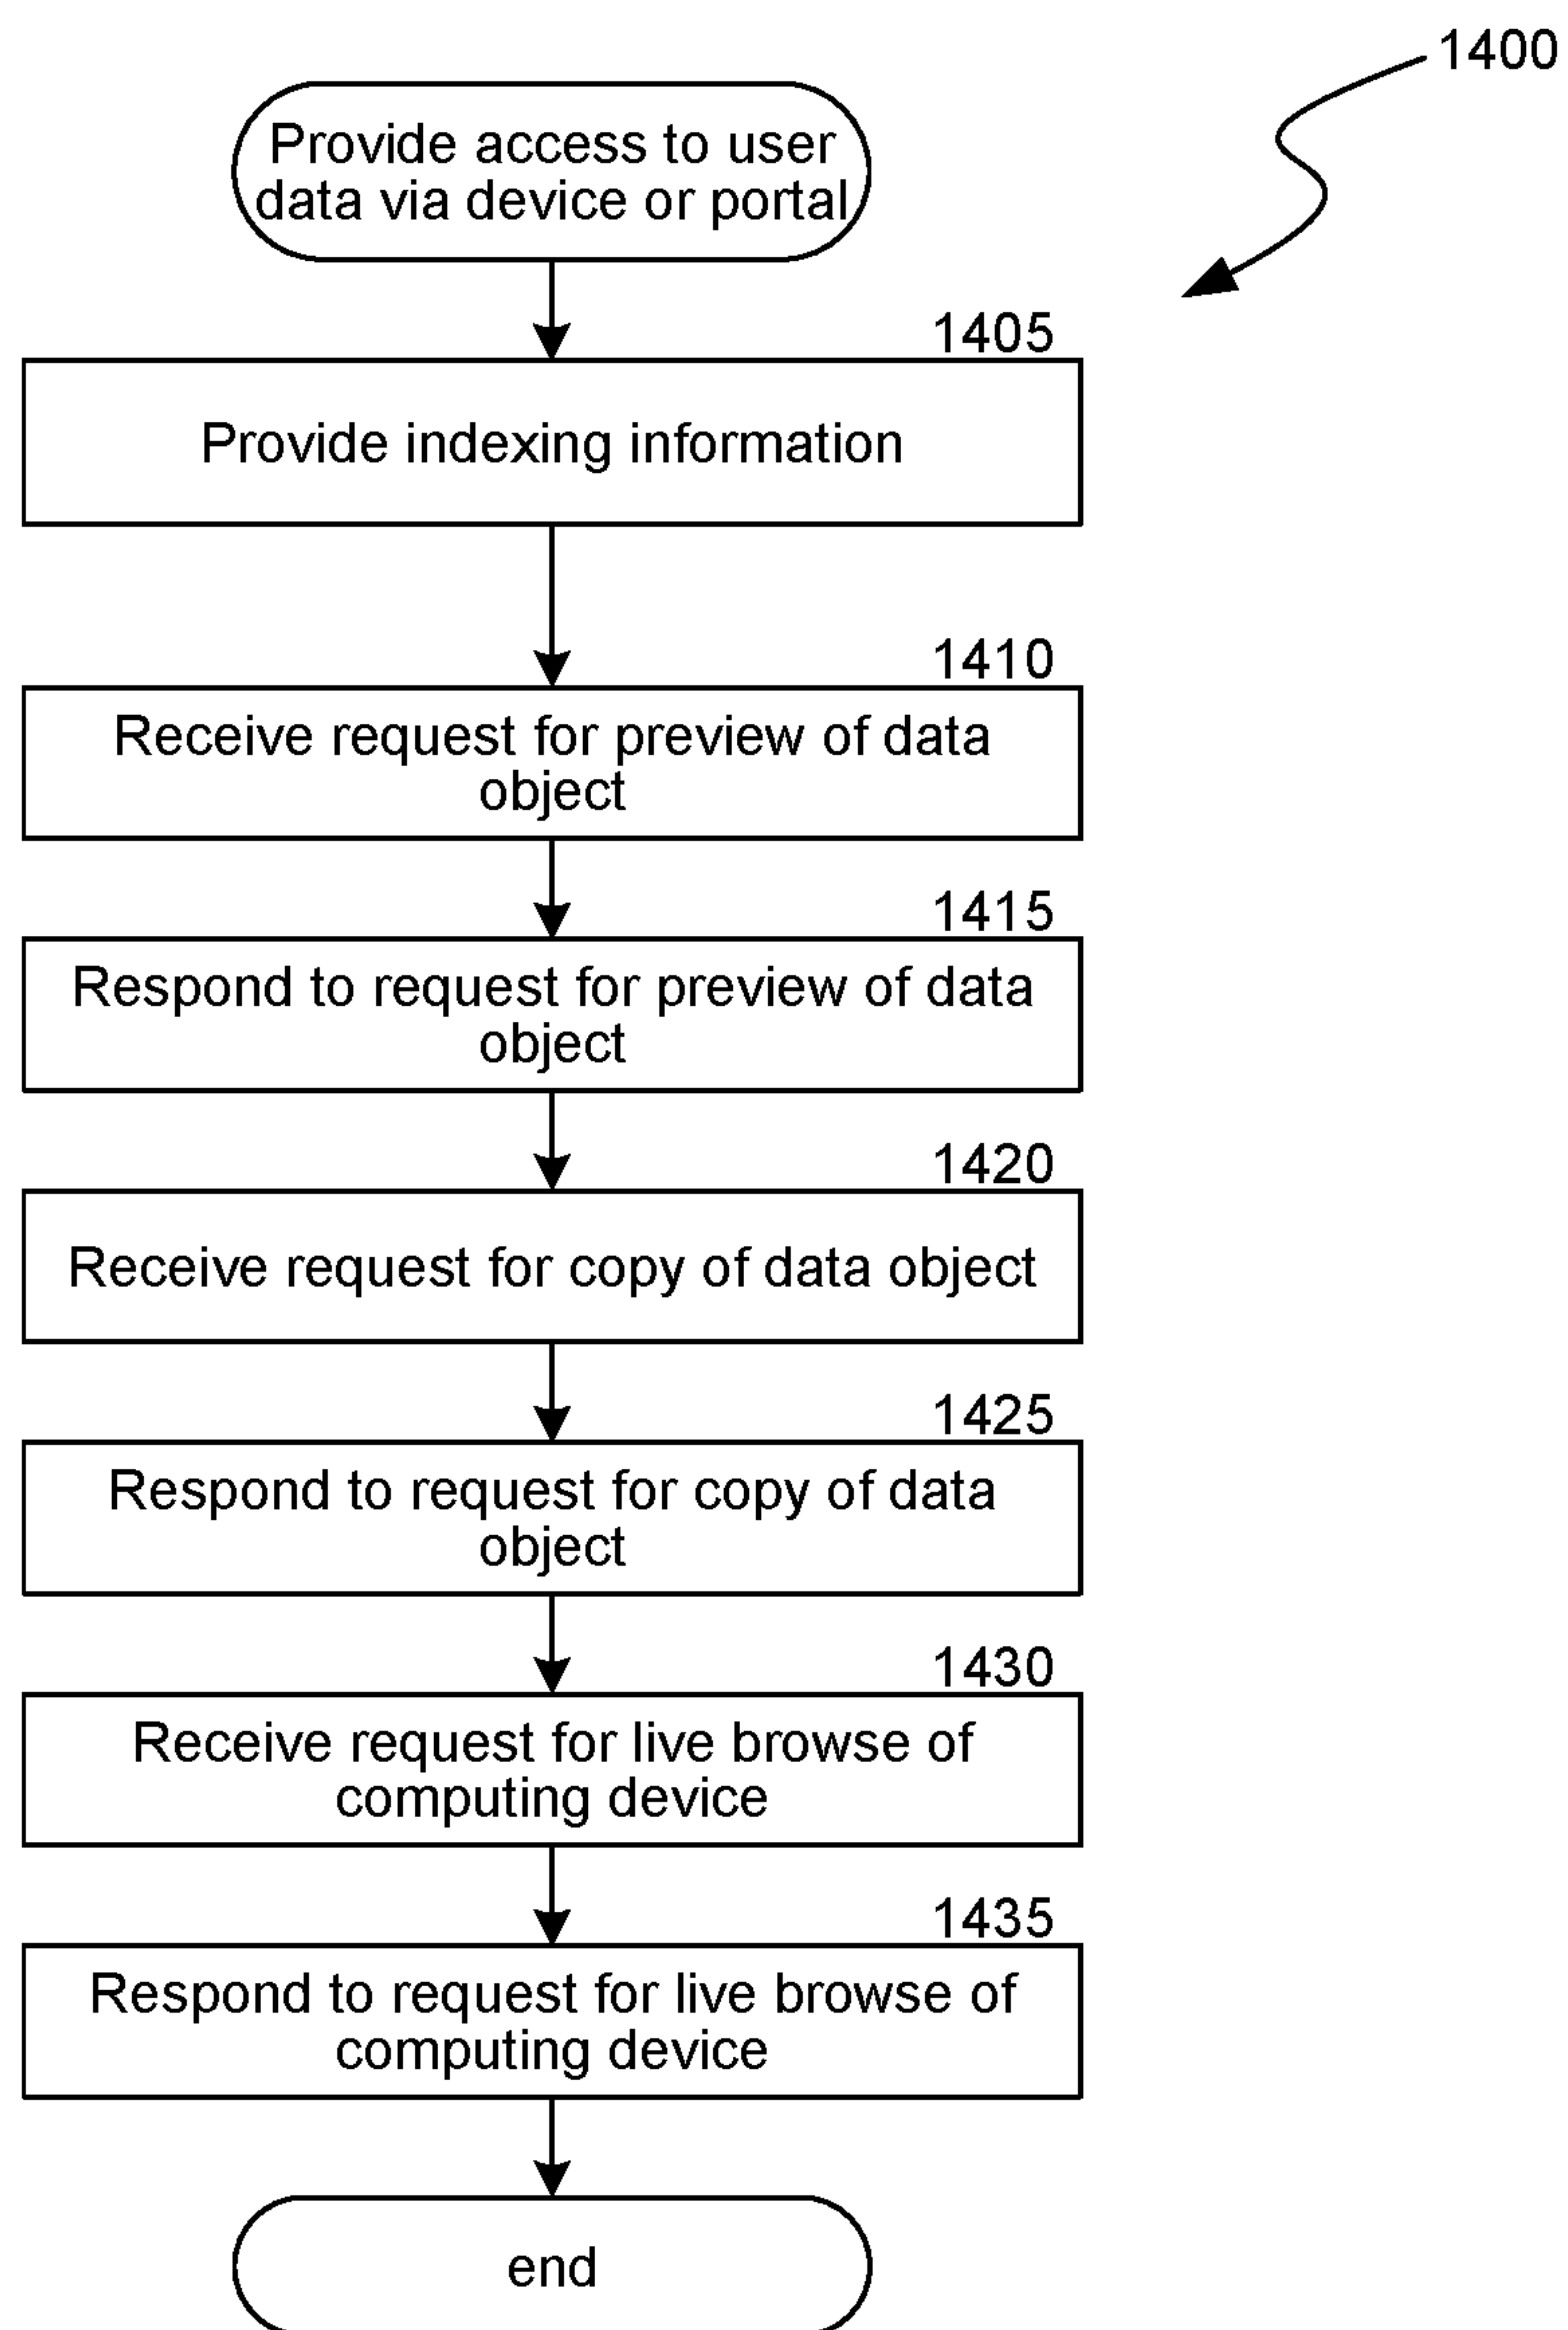 1400
Provide access to user
data via device or portal
1405
Provide indexing information
1410
Receive request for preview of data
object
1415
Respond to request for preview of data
object
1420
Receive request for copy of data object
1425
Respond to request for copy of data
object
1430
Receive request for live browse of
computing device
1435
Respond to request for live browse of
computing device
end